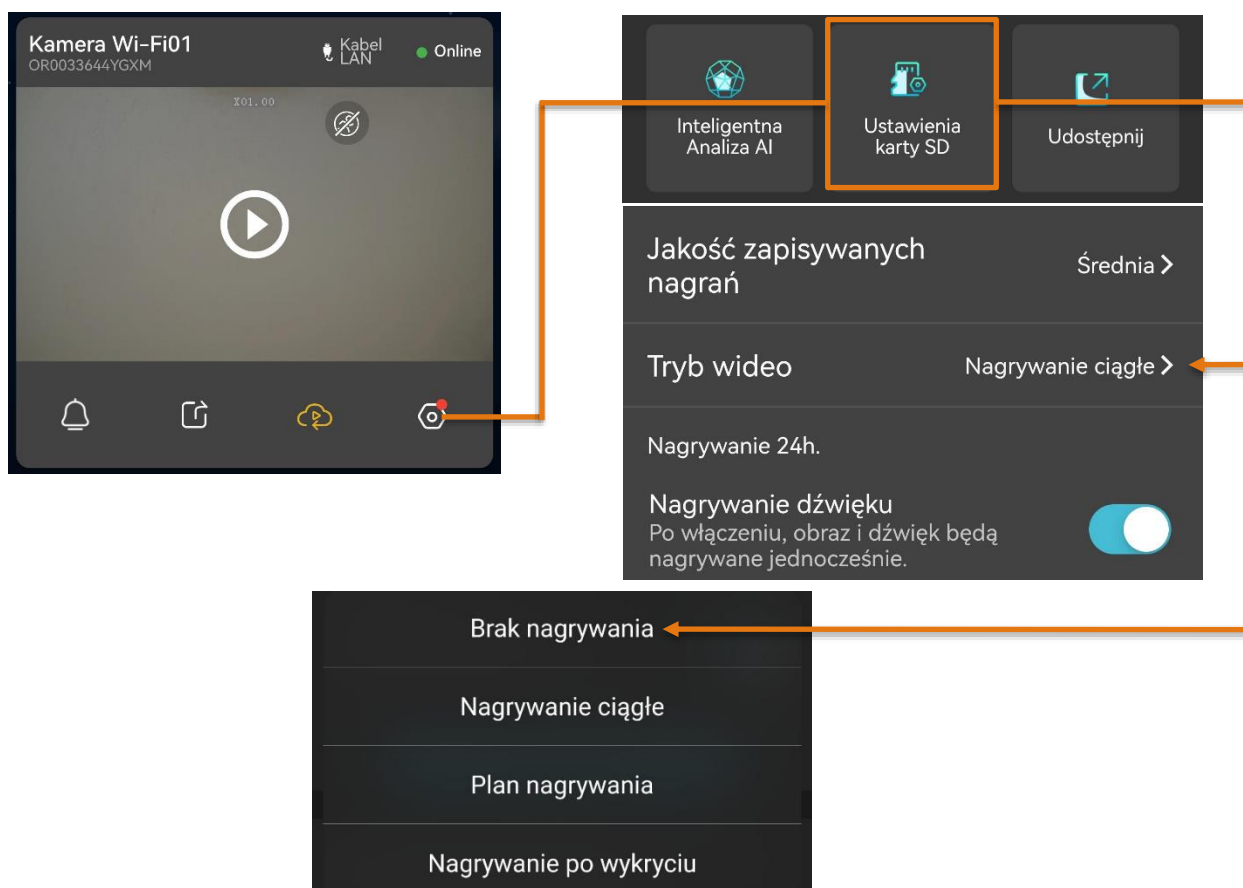 Kamera Wi-Fi01
OR0033644YGXM
Kabel
LAN
Online
X01.00
Inteligentna
Analiza AI
Ustawienia
karty SD
Udostępnij
Jakość zapisywanych
nagrań
Średnia
Tryb wideo
Nagrywanie ciągłe
Nagrywanie 24h.
Nagrywanie dźwięku
Po włączeniu, obraz i dźwięk będą
nagrywane jednocześnie.
Brak nagrywania
Nagrywanie ciągłe
Plan nagrywania
Nagrywanie po wykryciu